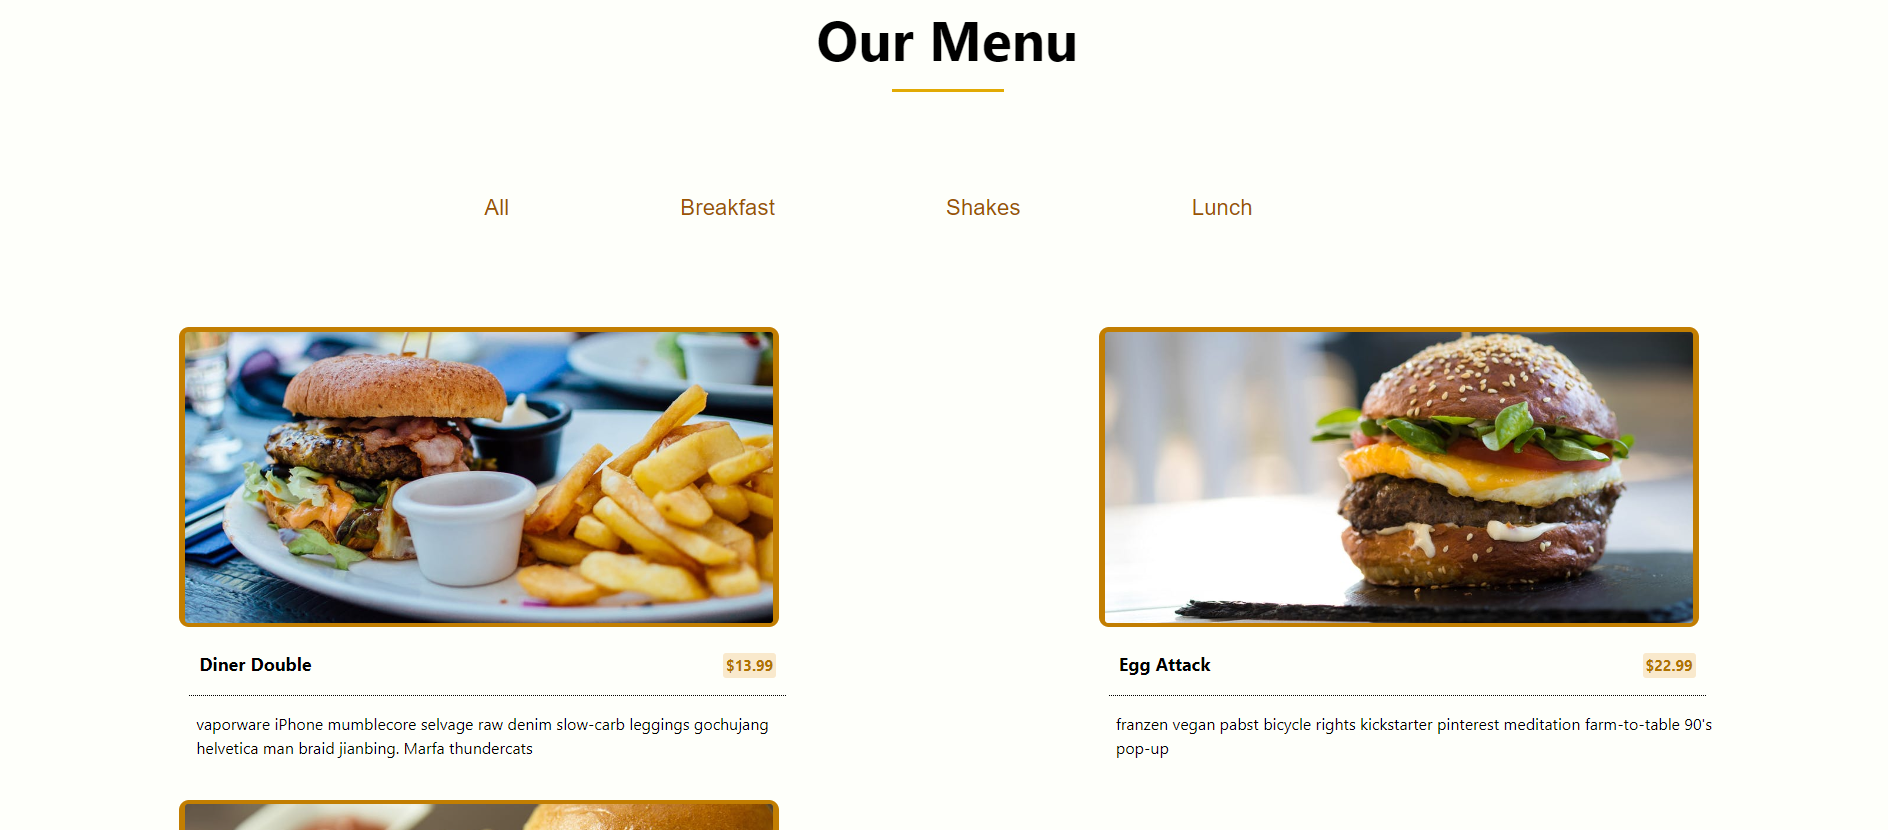 Our Menu
All Breakfast Shakes Lunch
Diner Double $13.99
vaporware iPhone mumblecore selvage raw denim slow-carb leggings gochujang
helvetica man braid jianbing. Marfa thundercats
Egg Attack $22.99
franzen vegan pabst bicycle rights kickstarter pinterest meditation farm-to-table 90's
pop-up